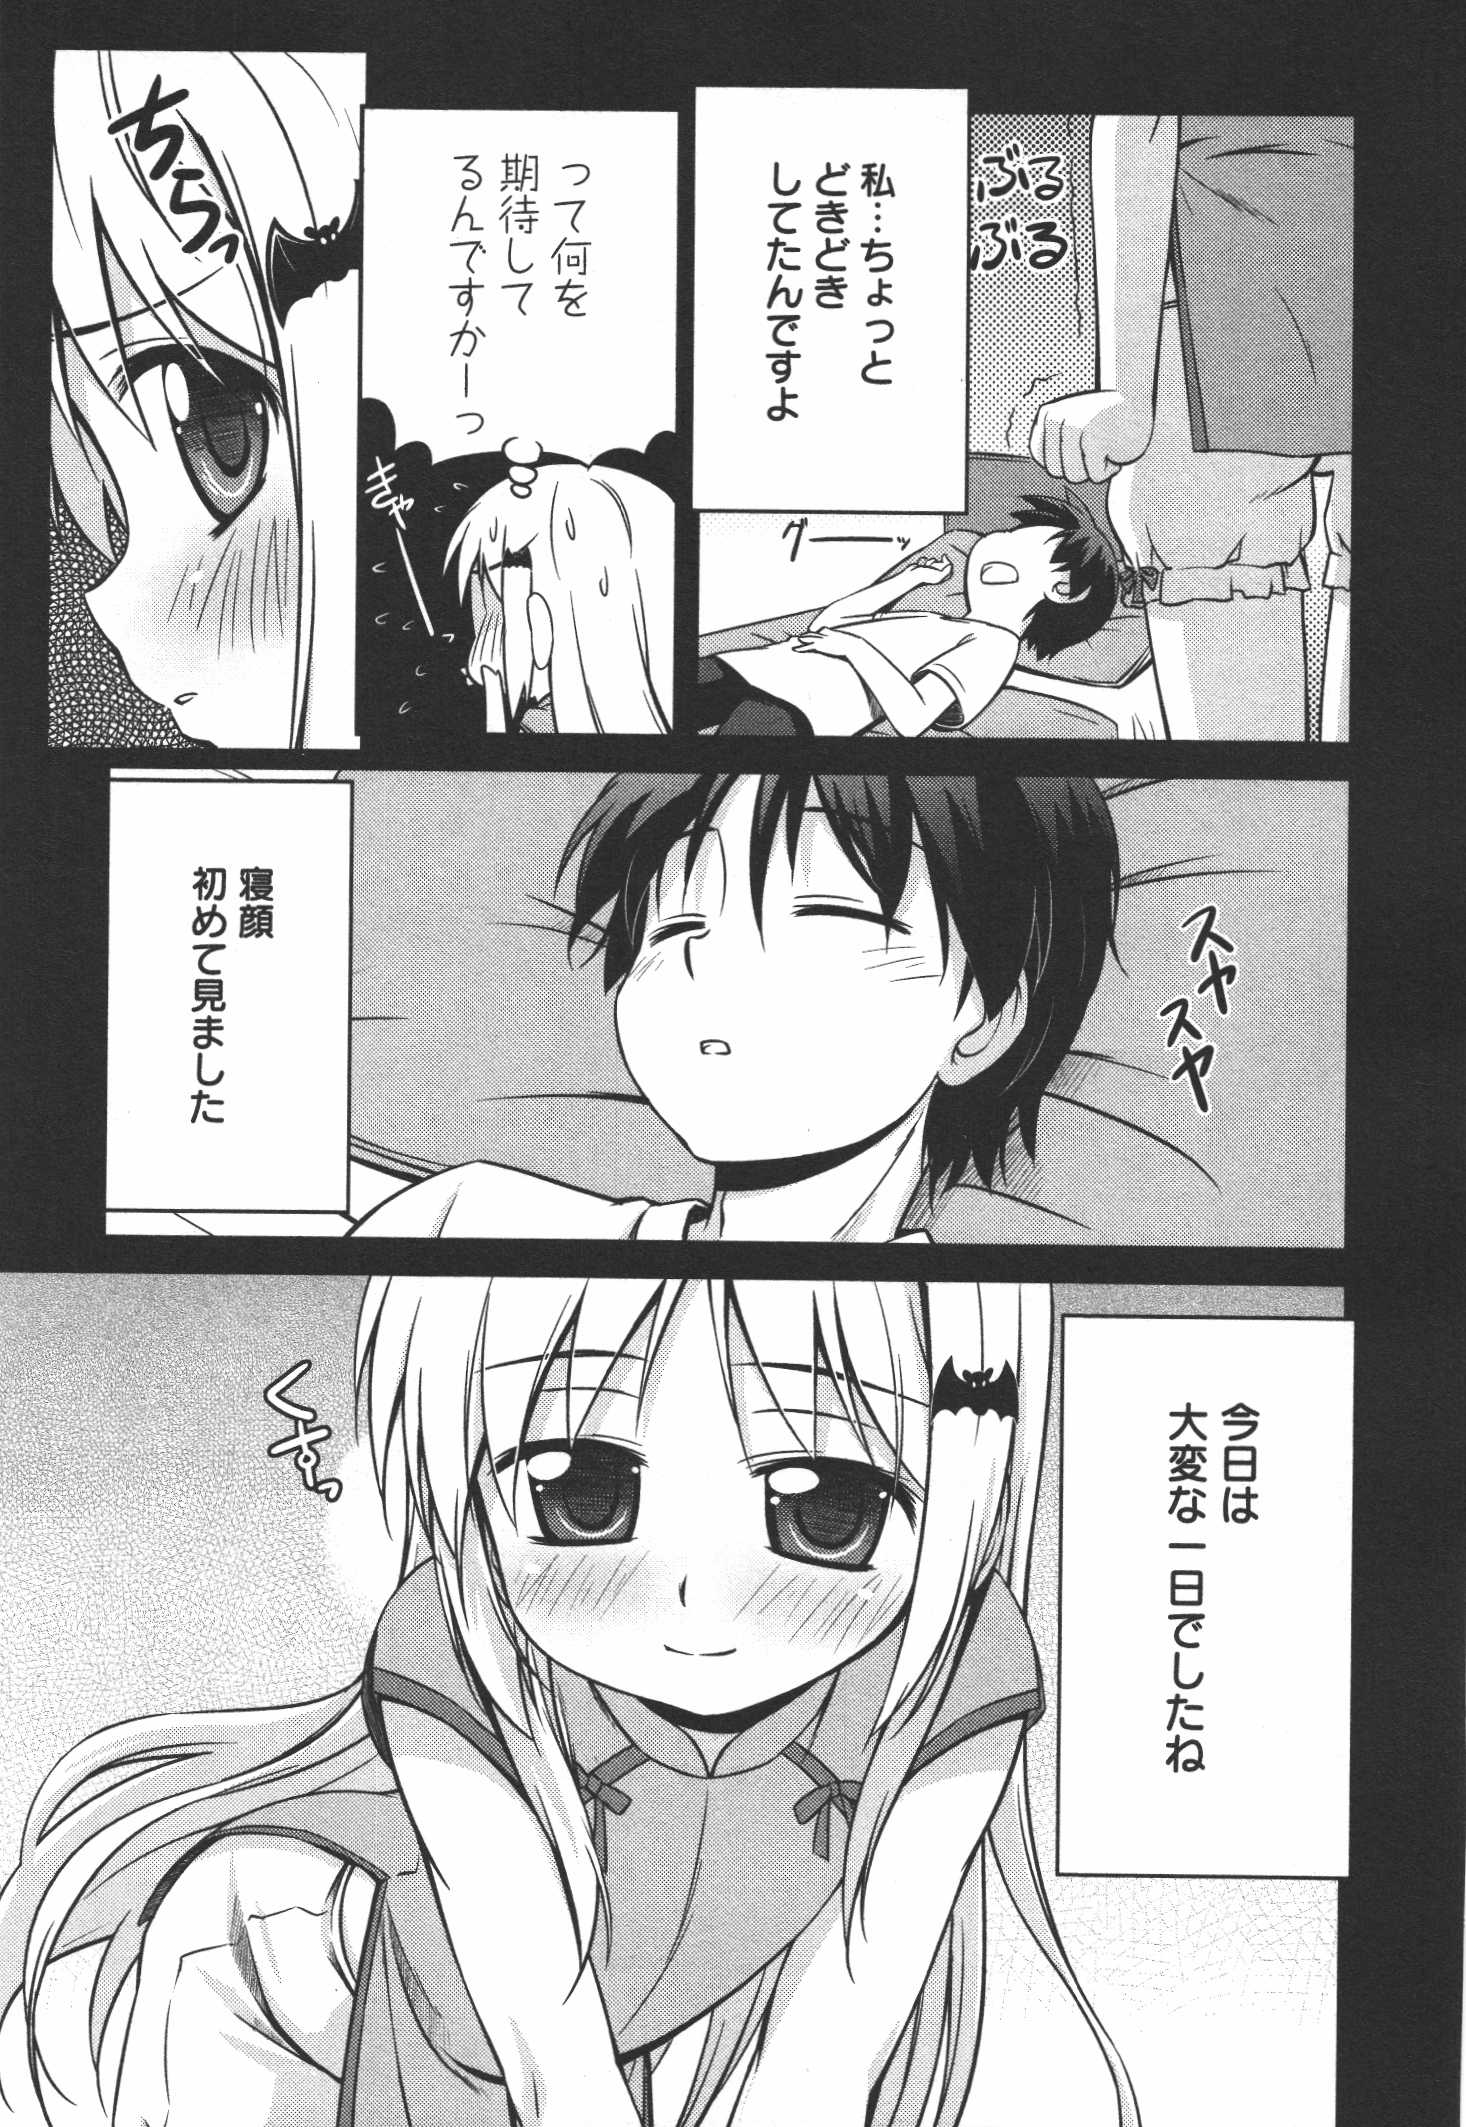 ぶる
ぶる
私…ちょっと
どきどき
してたんですよ
グーーーッ
って何を
期待して
るんですかーっ
きゃーー
ちらっ
スヤ
スヤ
寝顔
初めて見ました
今日は
大変な一日でしたね
くすっ